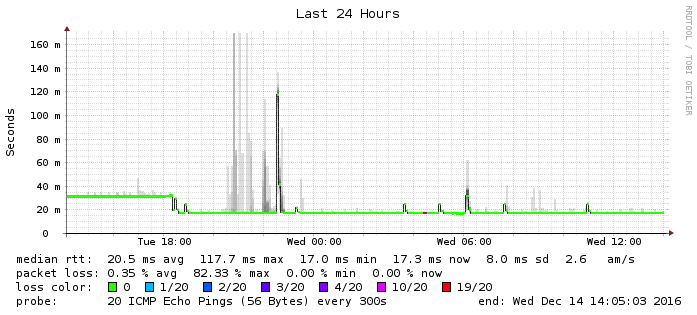 Last 24 Hours
RRDTOOL / TOBI OETIKER
Seconds
160 m
140 m
120 m
100 m
80 m
60 m
40 m
20 m
0
Tue 18:00 Wed 00:00 Wed 06:00 Wed 12:00
median rtt: 20.5 ms avg 117.7 ms max 17.0 ms min 17.3 ms now 8.0 ms sd 2.6 am/s
packet loss: 0.35 % avg 82.33 % max 0.00 % min 0.00 % now
loss color: 0 1/20 2/20 3/20 4/20 10/20 19/20
probe: 20 ICMP Echo Pings (56 Bytes) every 300s end: Wed Dec 14 14:05:03 2016